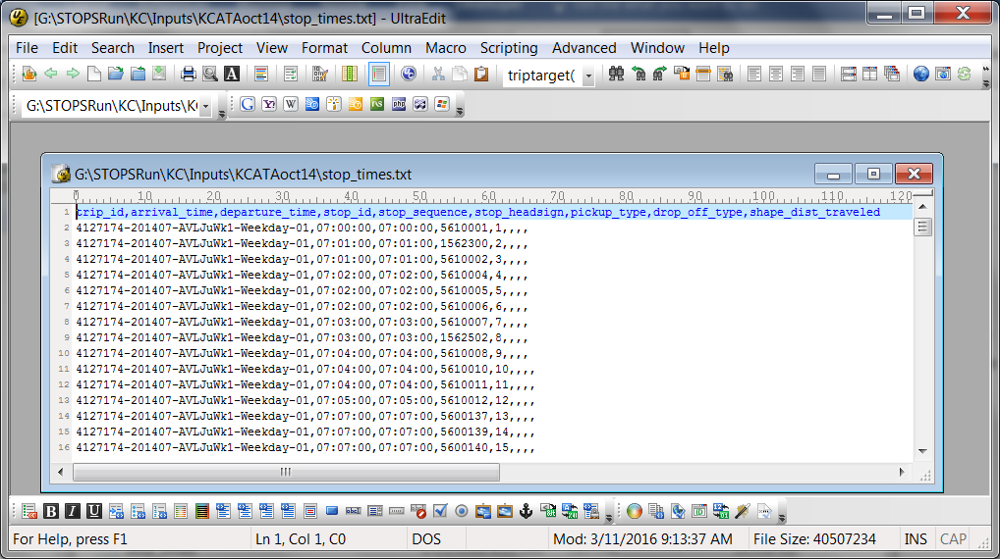 [G:\STOPSRun\KC\Inputs\KCATAoct14\stop_times.txt] - UltraEdit
File Edit Search Insert Project View Format Column Macro Scripting Advanced Window Help
triptarget(
G:\STOPSRun\KC\Inputs\K
G:\STOPSRun\KC\Inputs\KCATAoct14\stop_times.txt
0 10 20 30 40 50 60 70 80 90 100 110 120
1 trip_id,arrival_time,departure_time,stop_id,stop_sequence,stop_headsign,pickup_type,drop_off_type,shape_dist_traveled
2 4127174-201407-AVLJuWk1-Weekday-01,07:00:00,07:00:00,5610001,1,,,,
3 4127174-201407-AVLJuWk1-Weekday-01,07:01:00,07:01:00,1562300,2,,,,
4 4127174-201407-AVLJuWk1-Weekday-01,07:01:00,07:01:00,5610002,3,,,,
5 4127174-201407-AVLJuWk1-Weekday-01,07:02:00,07:02:00,5610004,4,,,,
6 4127174-201407-AVLJuWk1-Weekday-01,07:02:00,07:02:00,5610005,5,,,,
7 4127174-201407-AVLJuWk1-Weekday-01,07:02:00,07:02:00,5610006,6,,,,
8 4127174-201407-AVLJuWk1-Weekday-01,07:03:00,07:03:00,5610007,7,,,,
9 4127174-201407-AVLJuWk1-Weekday-01,07:03:00,07:03:00,1562502,8,,,,
10 4127174-201407-AVLJuWk1-Weekday-01,07:04:00,07:04:00,5610008,9,,,,
11 4127174-201407-AVLJuWk1-Weekday-01,07:04:00,07:04:00,5610010,10,,,,
12 4127174-201407-AVLJuWk1-Weekday-01,07:04:00,07:04:00,5610011,11,,,,
13 4127174-201407-AVLJuWk1-Weekday-01,07:05:00,07:05:00,5610012,12,,,,
14 4127174-201407-AVLJuWk1-Weekday-01,07:07:00,07:07:00,5600137,13,,,,
15 4127174-201407-AVLJuWk1-Weekday-01,07:07:00,07:07:00,5600139,14,,,,
16 4127174-201407-AVLJuWk1-Weekday-01,07:07:00,07:07:00,5600140,15,,,,
B I U
For Help, press F1 Ln 1, Col 1, C0 DOS Mod: 3/11/2016 9:13:37 AM File Size: 40507234 INS CAP